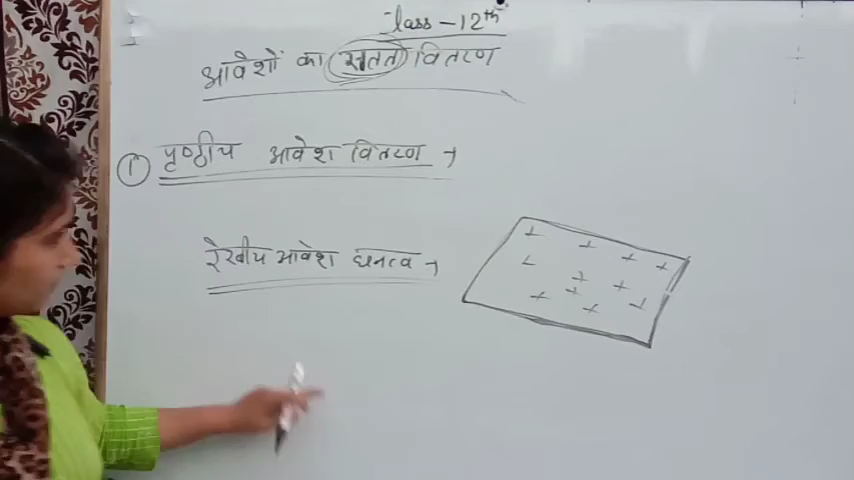 Class - 12th
आवेशों का सतत वितरण
① पृष्ठीय आवेश वितरण →
रेखीय आवेश घनत्व →